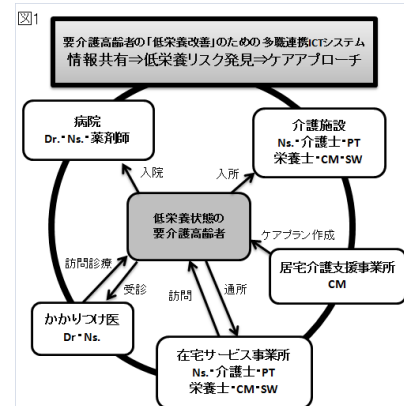 図1
要介護高齢者の「低栄養改善」のための多職連携ICTシステム
情報共有⇒低栄養リスク発見⇒ケアアプローチ
病院
Dr.・Ns.・薬剤師
介護施設
Ns.・介護士・PT
栄養士・CM・SW
入院
入所
低栄養状態の
要介護高齢者
ケアプラン作成
訪問診療
受診
訪問
通所
居宅介護支援事業所
CM
かかりつけ医
Dr・Ns.
在宅サービス事業所
Ns.・介護士・PT
栄養士・CM・SW